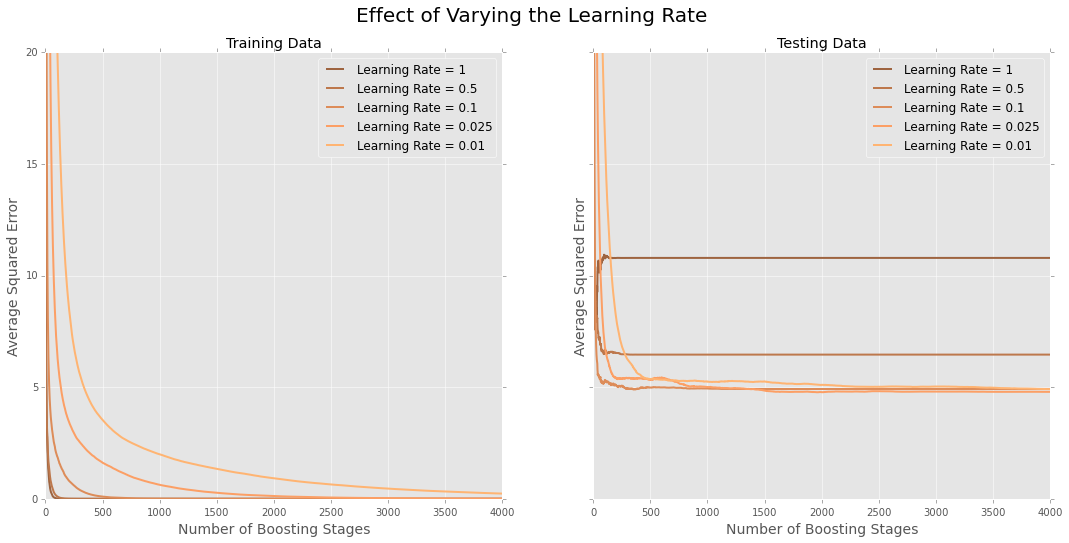 Effect of Varying the Learning Rate
Training Data
Average Squared Error
20
15
10
5
0
Learning Rate = 1
Learning Rate = 0.5
Learning Rate = 0.1
Learning Rate = 0.025
Learning Rate = 0.01
0 500 1000 1500 2000 2500 3000 3500 4000
Number of Boosting Stages
Testing Data
Average Squared Error
Learning Rate = 1
Learning Rate = 0.5
Learning Rate = 0.1
Learning Rate = 0.025
Learning Rate = 0.01
0 500 1000 1500 2000 2500 3000 3500 4000
Number of Boosting Stages